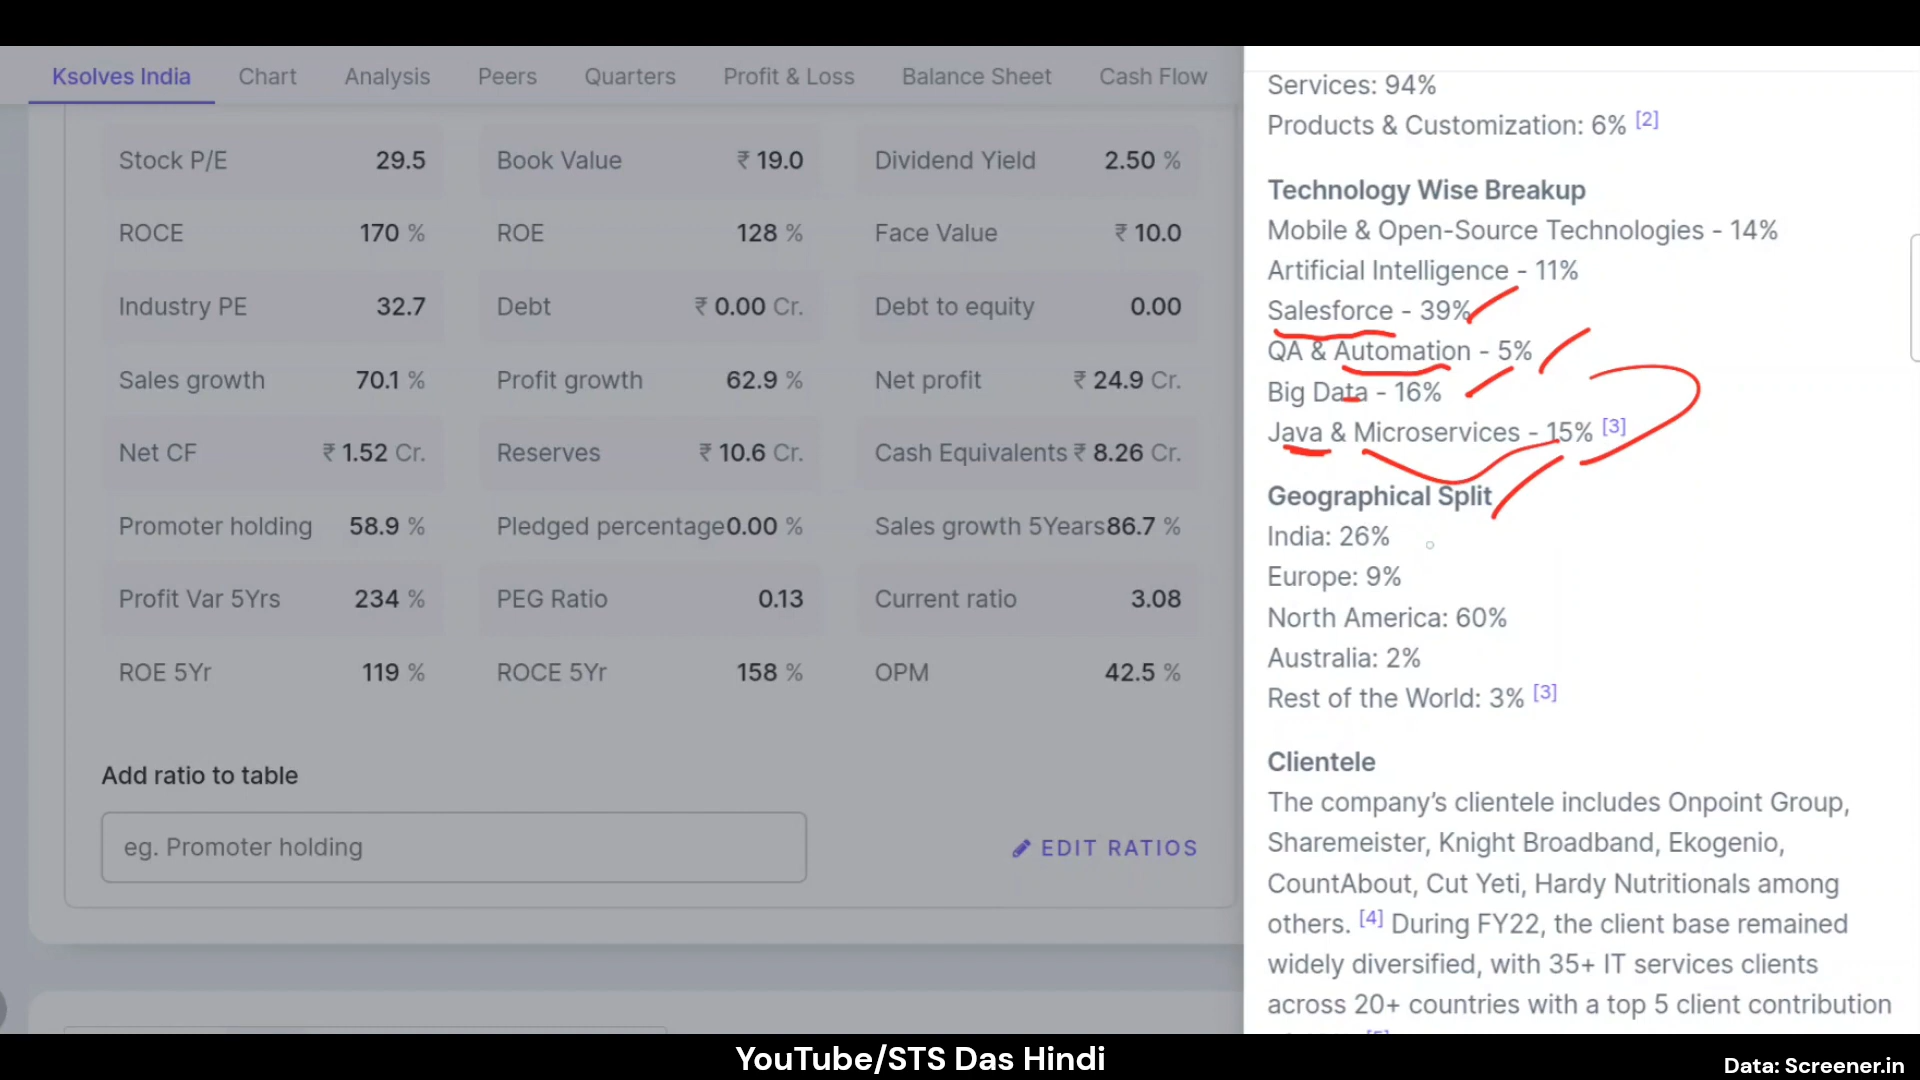 Ksolves India Chart Analysis Peers Quarters Profit & Loss Balance Sheet Cash Flow
Stock P/E 29.5 Book Value ₹ 19.0 Dividend Yield 2.50 %
ROCE 170 % ROE 128 % Face Value ₹ 10.0
Industry PE 32.7 Debt ₹ 0.00 Cr. Debt to equity 0.00
Sales growth 70.1 % Profit growth 62.9 % Net profit ₹ 24.9 Cr.
Net CF ₹ 1.52 Cr. Reserves ₹ 10.6 Cr. Cash Equivalents ₹ 8.26 Cr.
Promoter holding 58.9 % Pledged percentage 0.00 % Sales growth 5Years 86.7 %
Profit Var 5Yrs 234 % PEG Ratio 0.13 Current ratio 3.08
ROE 5Yr 119 % ROCE 5Yr 158 % OPM 42.5 %
Add ratio to table
eg. Promoter holding
EDIT RATIOS
Services: 94%
Products & Customization: 6% [2]
Technology Wise Breakup
Mobile & Open-Source Technologies - 14%
Artificial Intelligence - 11%
Salesforce - 39%
QA & Automation - 5%
Big Data - 16%
Java & Microservices - 15% [3]
Geographical Split
India: 26%
Europe: 9%
North America: 60%
Australia: 2%
Rest of the World: 3% [3]
Clientele
The company's clientele includes Onpoint Group,
Sharemeister, Knight Broadband, Ekogenio,
CountAbout, Cut Yeti, Hardy Nutritionals among
others. [4] During FY22, the client base remained
widely diversified, with 35+ IT services clients
across 20+ countries with a top 5 client contribution
YouTube/STS Das Hindi
Data: Screener.in